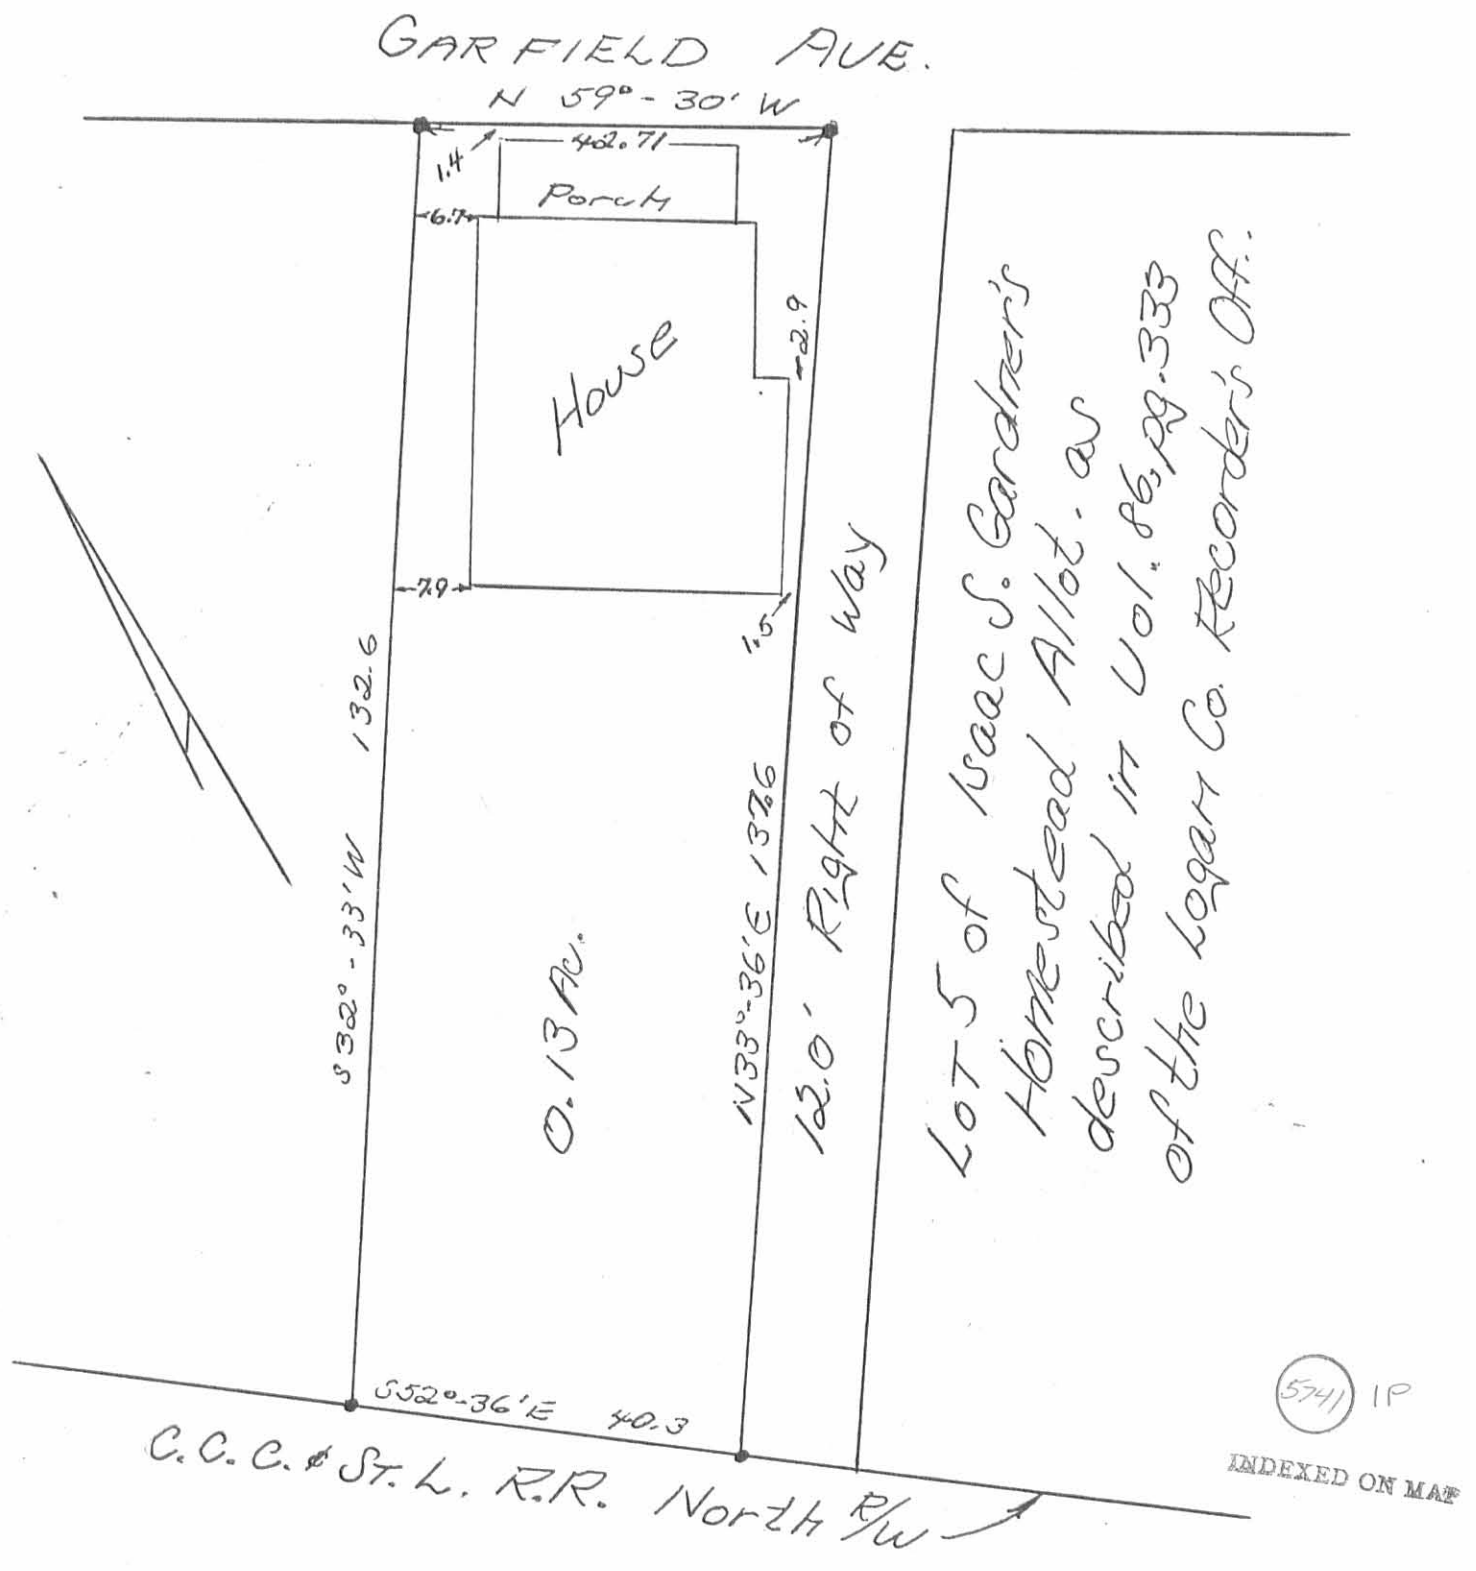 GARFIELD AVE.
N 59° - 30' W
42.71
1.4
Porch
6.7
2.9
House
7.9
1.5
S 32° - 33' W 132.6
N33° - 36' E 137.6
0.13 Ac.
12.0' Right of Way
LOT 5 of Isaac S. Gardner's
Homestead Allot. as
described in Vol. 86, pg. 333
of the Logan Co. Recorder's Off.
S52° - 36' E 40.3
C.C.C. & ST. L. R.R. North R/W
5741 1P
INDEXED ON MAP